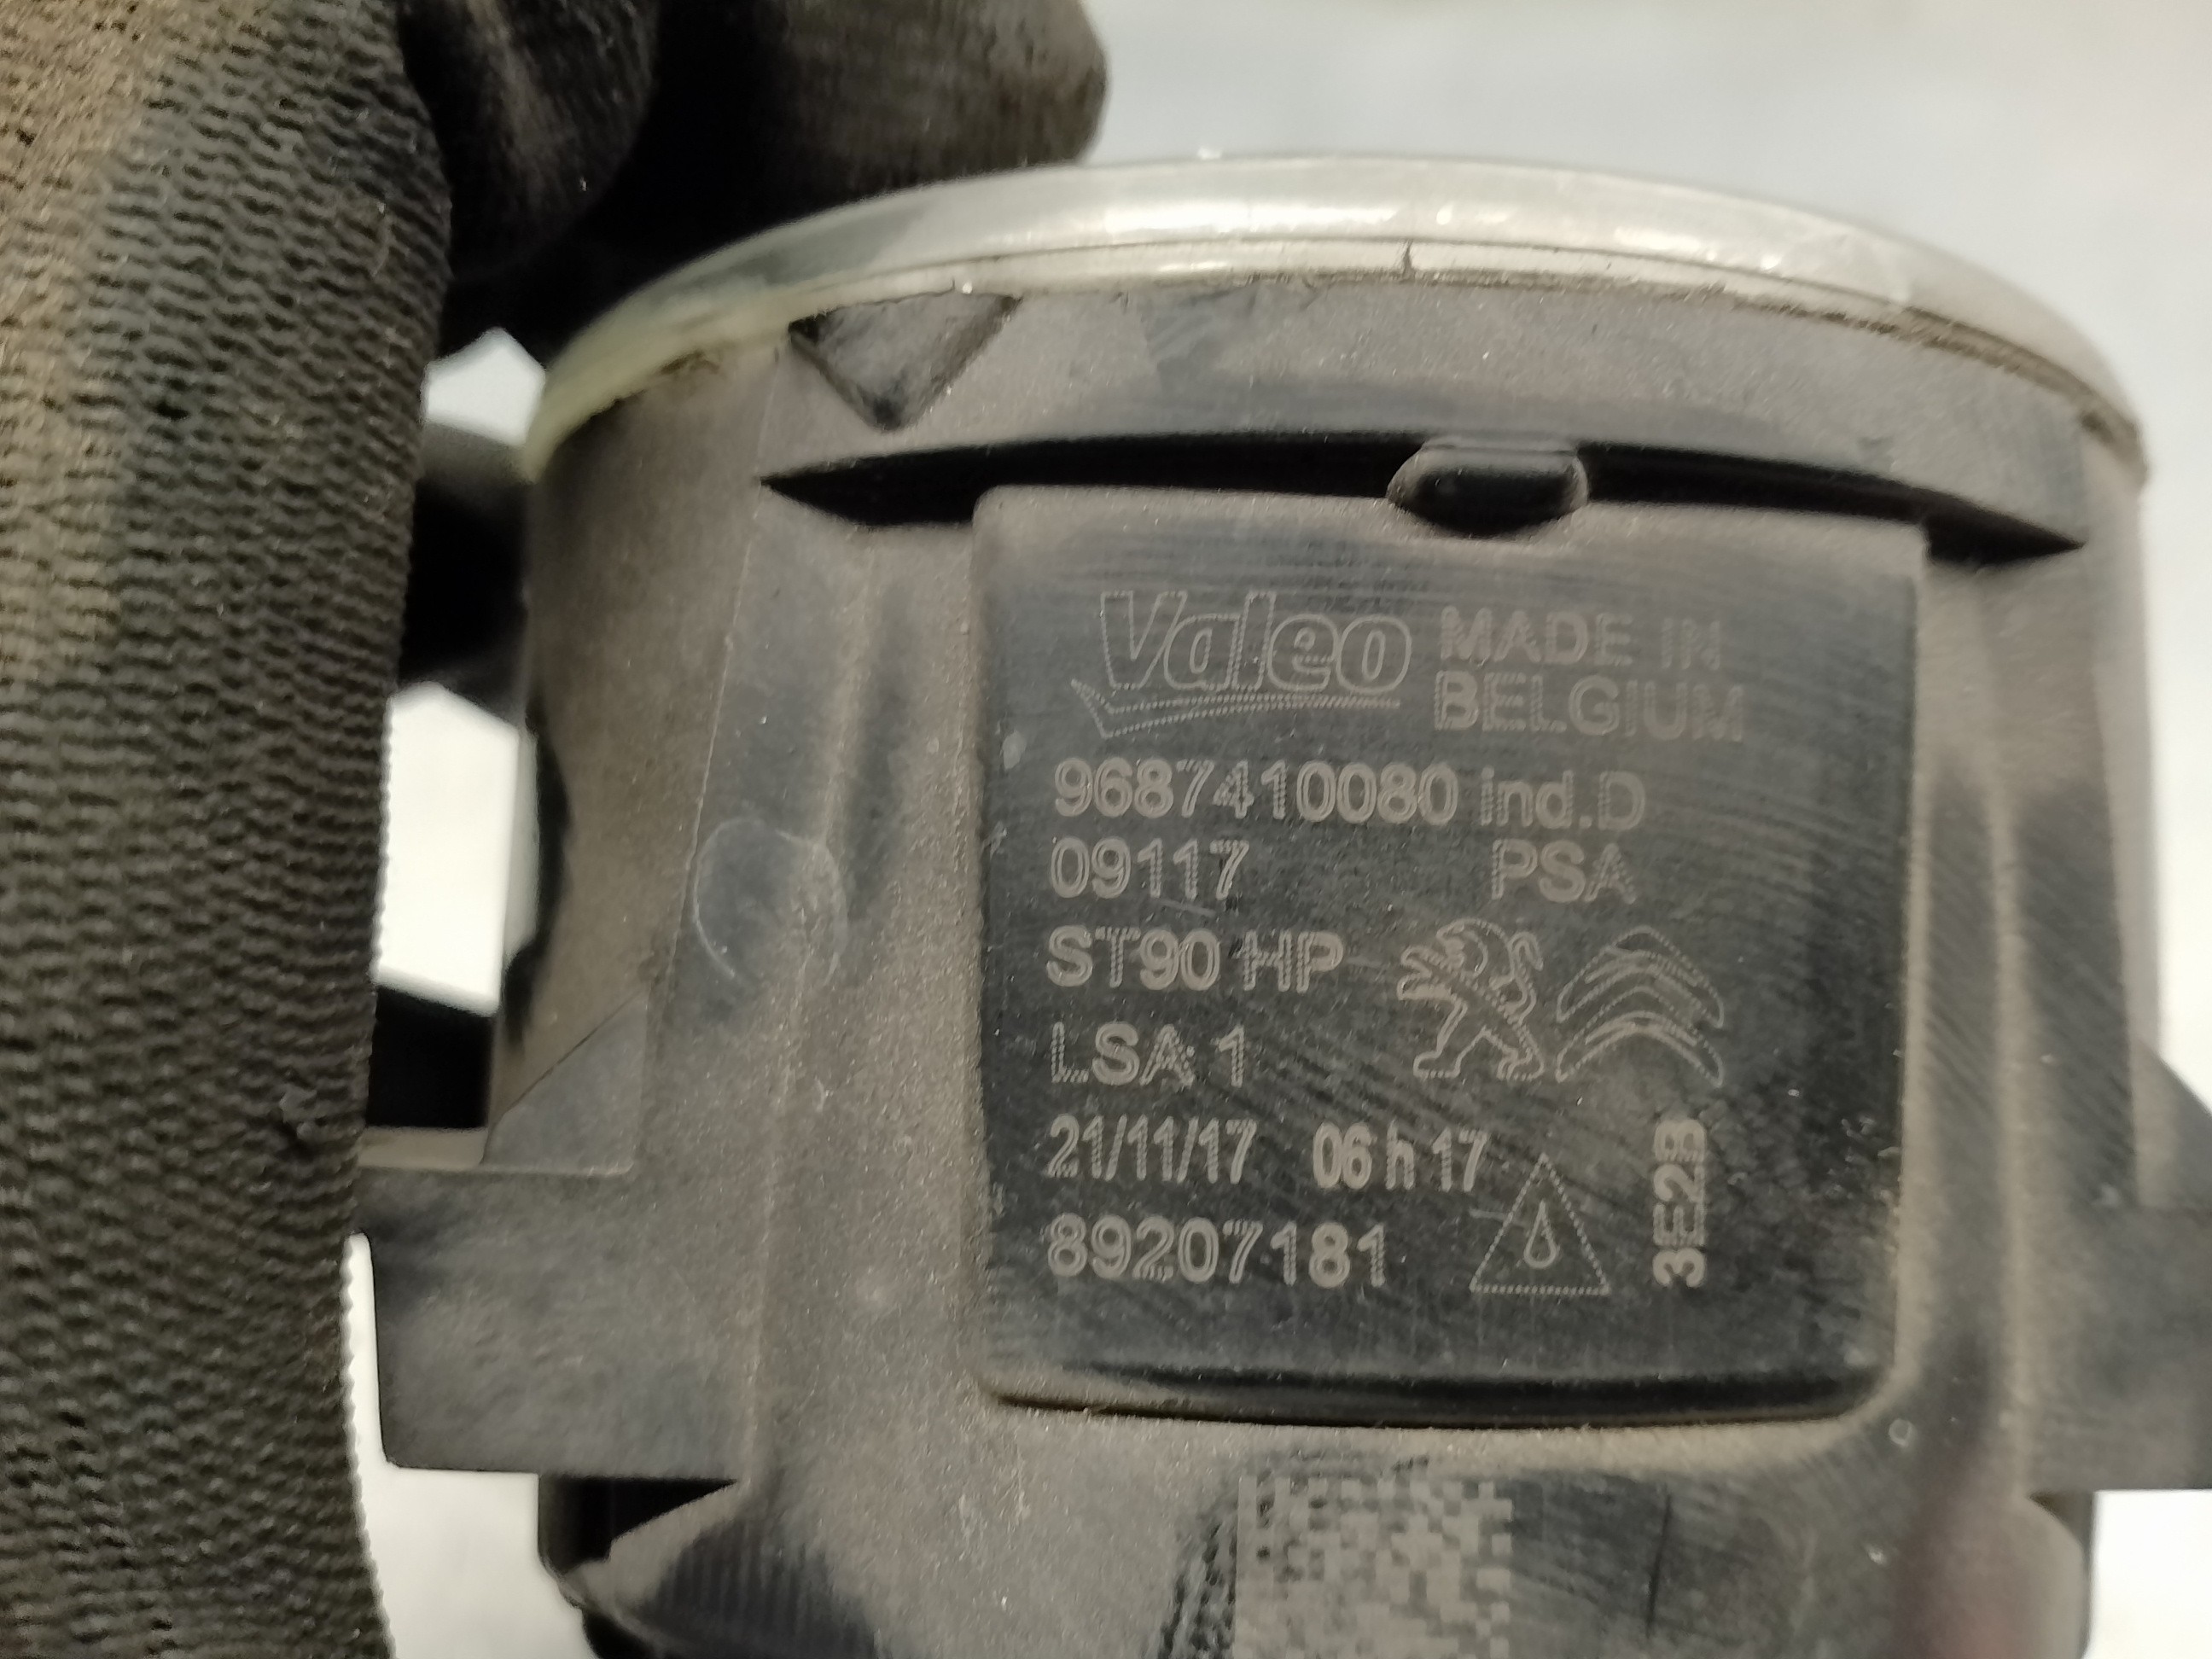 Valeo MADE IN
BELGIUM
9687410080 ind.D
09117 PSA
ST90 HP
LSA 1
21/11/17 06 h 17
3E2B
89207181